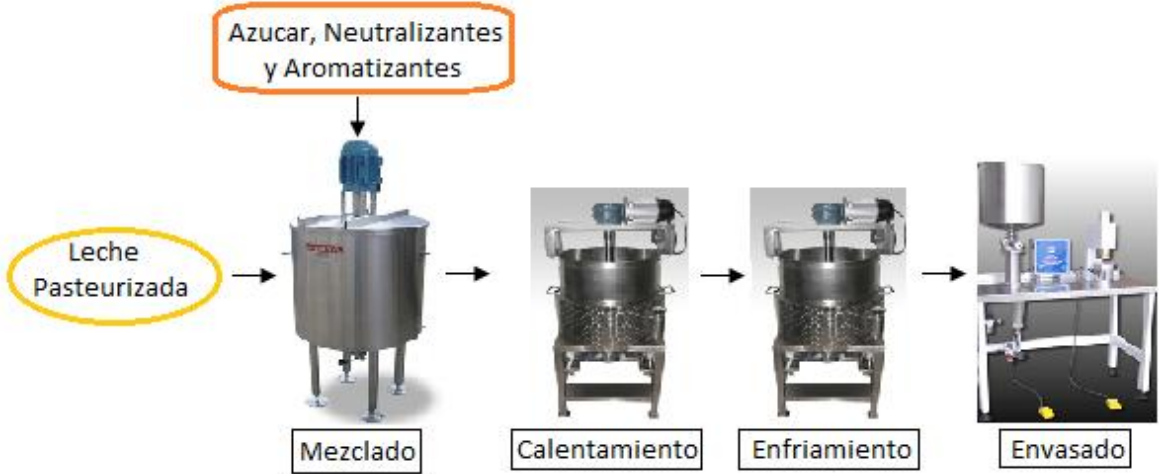 Azucar, Neutralizantes
y Aromatizantes
Leche
Pasteurizada
Mezclado
Calentamiento
Enfriamiento
Envasado